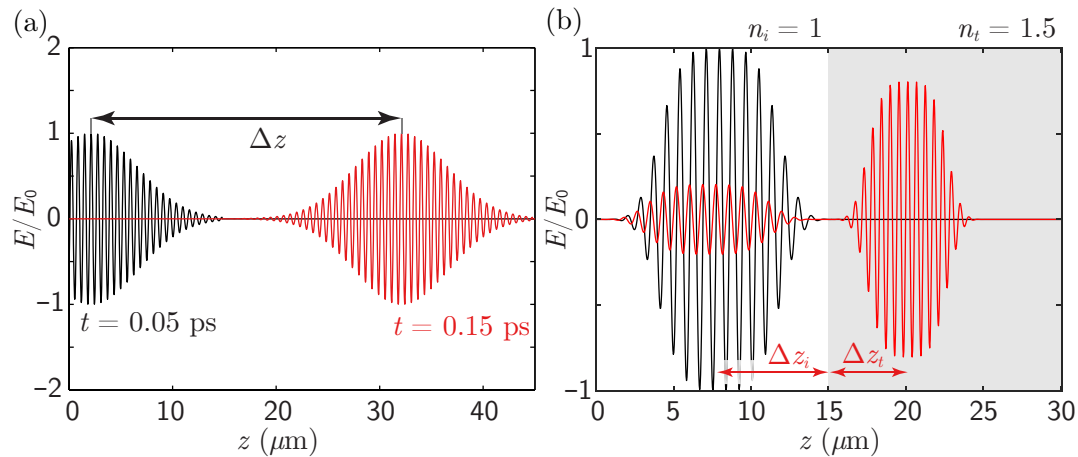 (a)
2
1
0
−1
−2
E/E₀
Δz
t = 0.05 ps
t = 0.15 ps
0 10 20 30 40
z (μm)
(b)
nᵢ = 1
nₜ = 1.5
1
0
−1
E/E₀
Δzᵢ
Δzₜ
0 5 10 15 20 25 30
z (μm)